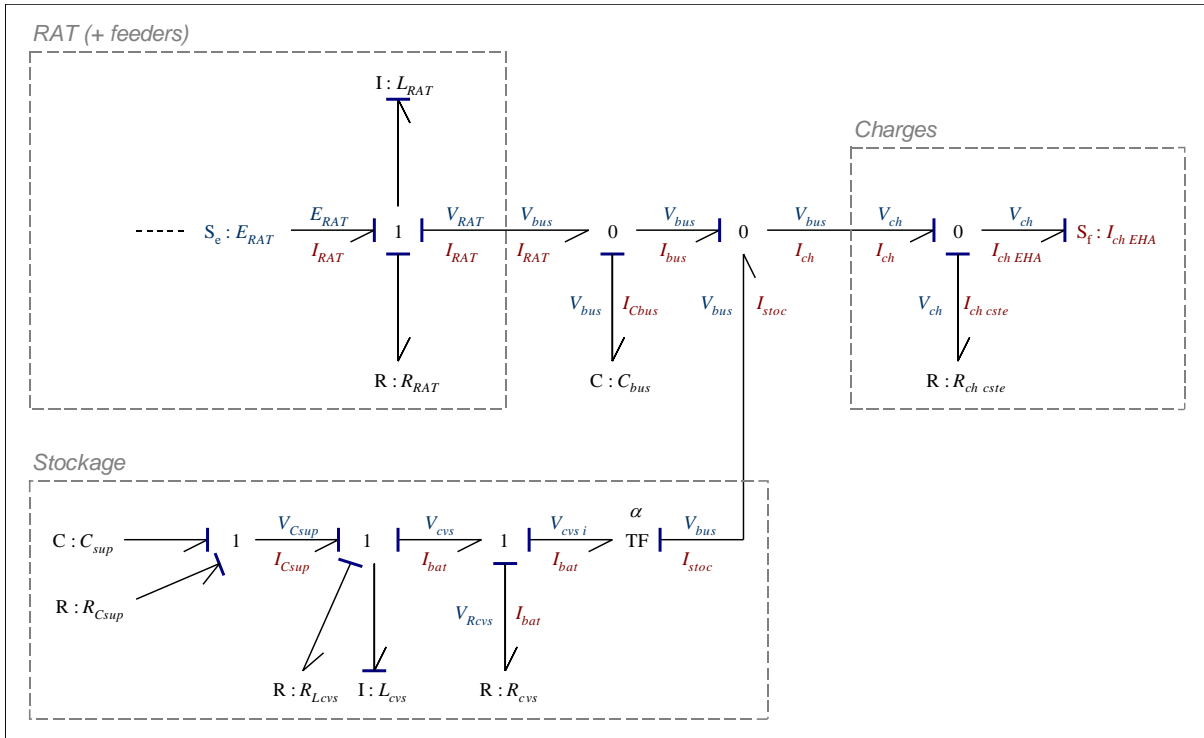 RAT (+ feeders)
I : L_RAT
Charges
S_e : E_RAT
E_RAT
I_RAT
1
V_RAT
I_RAT
V_bus
I_RAT
0
V_bus
I_bus
0
V_bus
I_ch
V_ch
I_ch
0
V_ch
I_ch EHA
S_f : I_ch EHA
V_bus
I_Cbus
V_bus
I_stoc
V_ch
I_ch cste
R : R_RAT
C : C_bus
R : R_ch cste
Stockage
C : C_sup
1
V_Csup
I_Csup
1
V_cvs
I_bat
1
V_cvs i
I_bat
α
TF
V_bus
I_stoc
R : R_Csup
V_Rcvs
I_bat
R : R_Lcvs
I : L_cvs
R : R_cvs